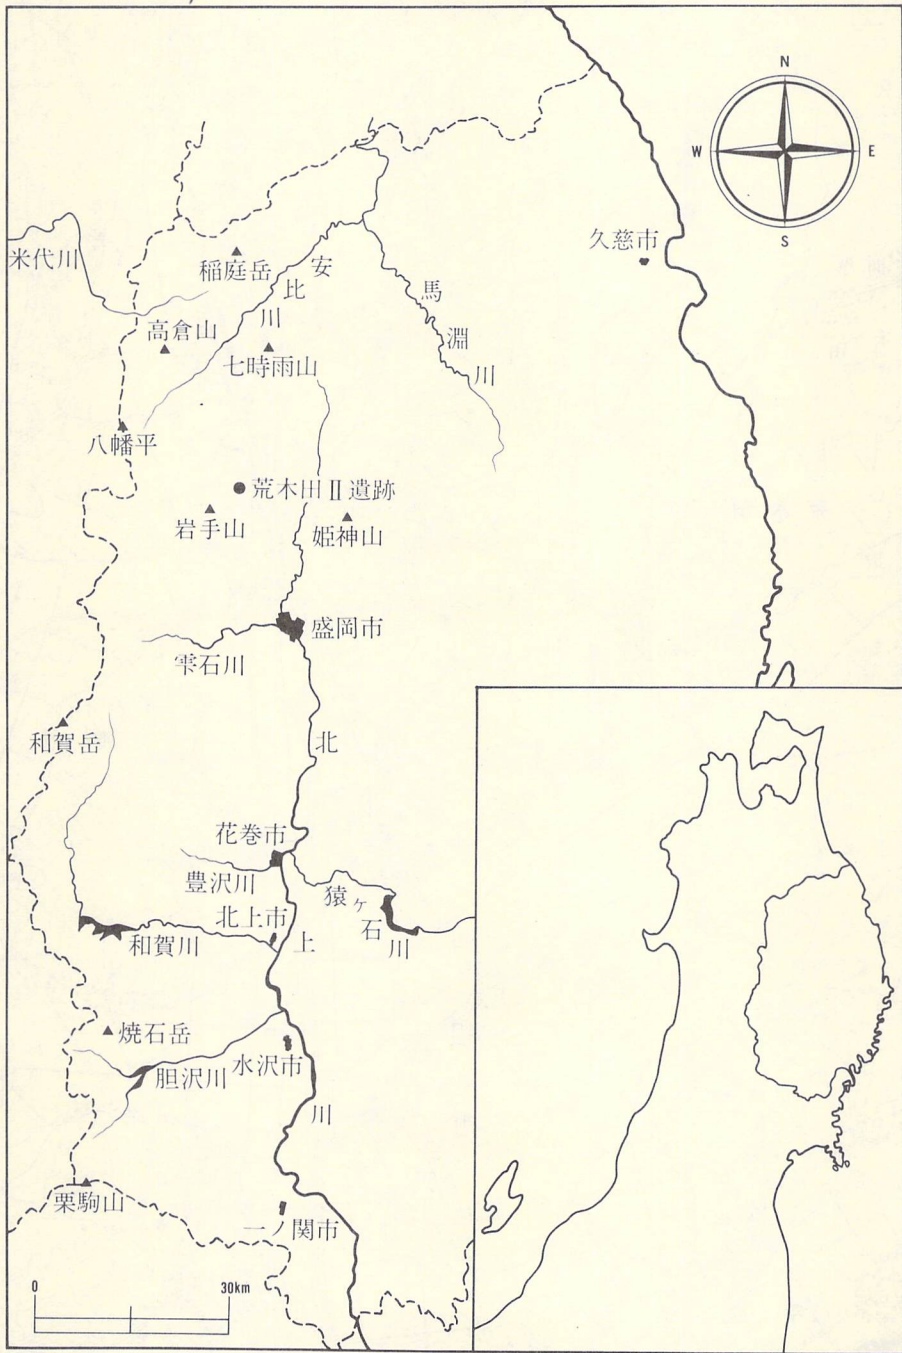 N
W
E
S
久慈市
米代川
稲庭岳
安比川
馬淵川
高倉山
七時雨山
八幡平
荒木田Ⅱ遺跡
岩手山
姫神山
盛岡市
雫石川
和賀岳
北上川
花巻市
豊沢川
猿ヶ石川
北上市
和賀川
焼石岳
胆沢川
水沢市
栗駒山
一ノ関市
0
30km